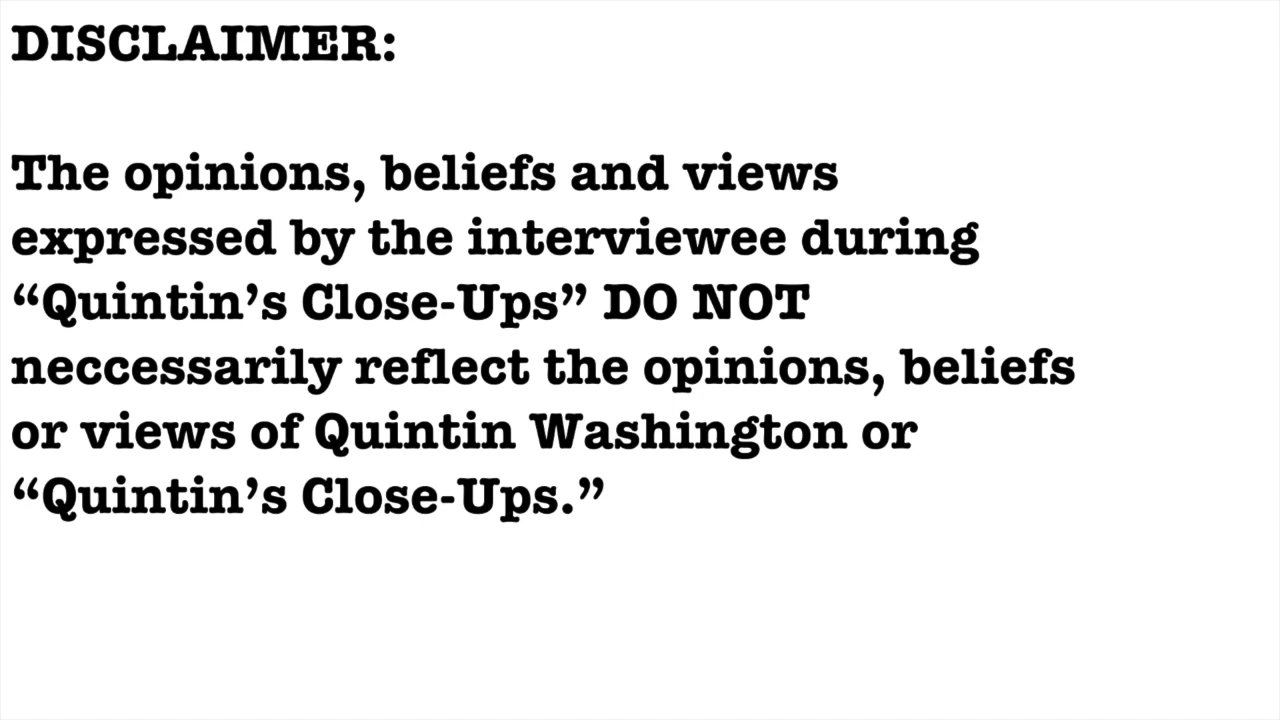 DISCLAIMER:
The opinions, beliefs and views
expressed by the interviewee during
“Quintin’s Close-Ups” DO NOT
neccessarily reflect the opinions, beliefs
or views of Quintin Washington or
“Quintin’s Close-Ups.”